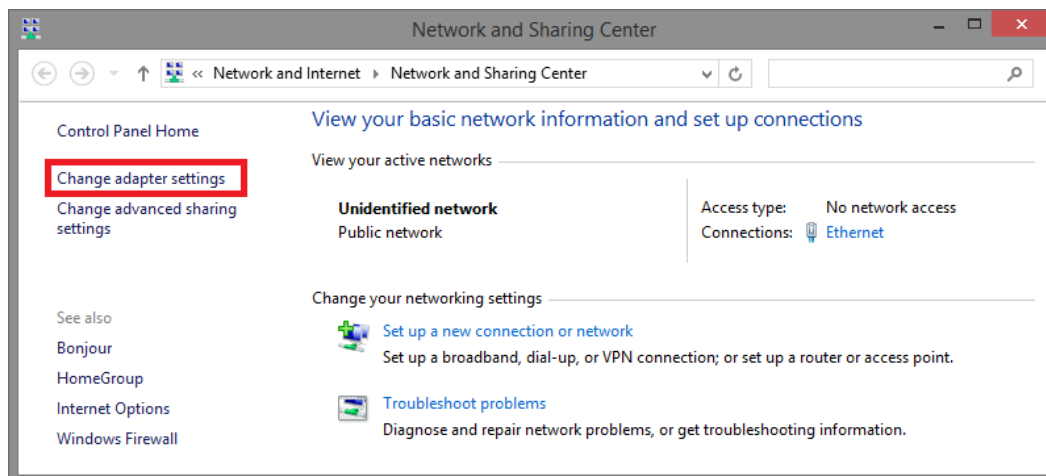 Network and Sharing Center
« Network and Internet Network and Sharing Center
Control Panel Home
Change adapter settings
Change advanced sharing
settings
See also
Bonjour
HomeGroup
Internet Options
Windows Firewall
View your basic network information and set up connections
View your active networks
Unidentified network
Public network
Access type: No network access
Connections: Ethernet
Change your networking settings
Set up a new connection or network
Set up a broadband, dial-up, or VPN connection; or set up a router or access point.
Troubleshoot problems
Diagnose and repair network problems, or get troubleshooting information.